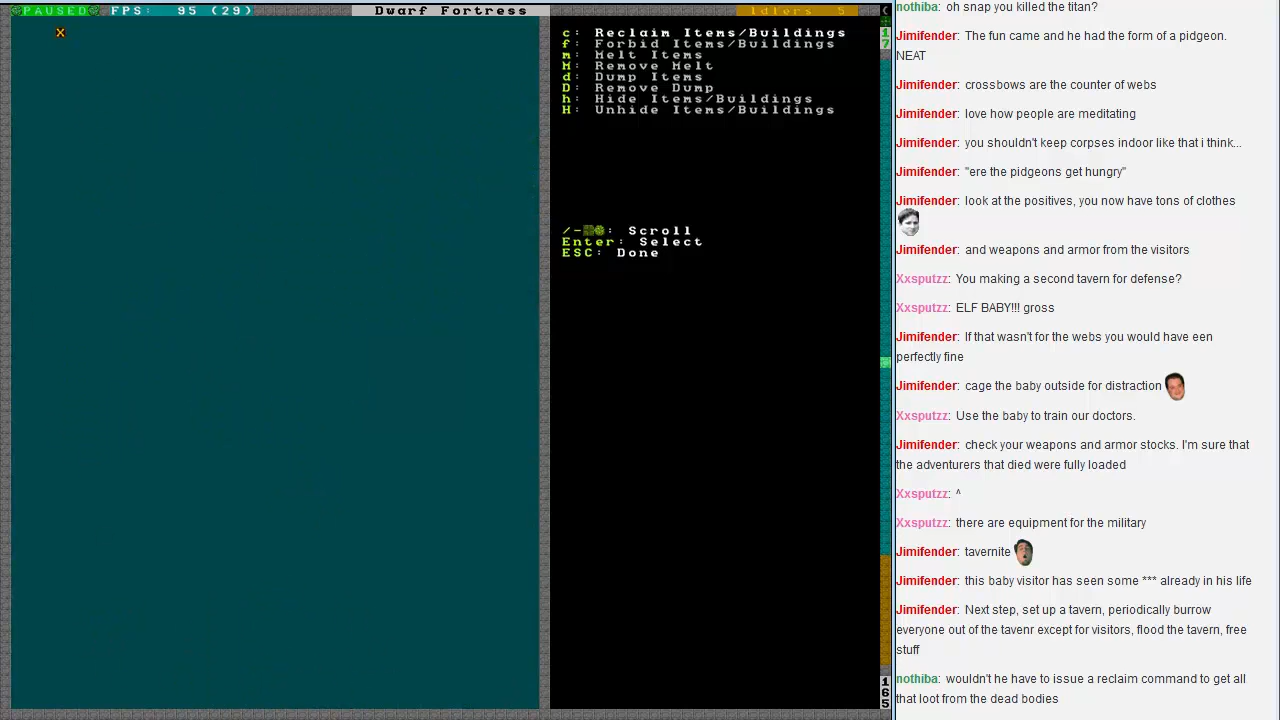 PAUSED FPS: 95 (29) Dwarf Fortress Idlers 5
X
c: Reclaim Items/Buildings
f: Forbid Items/Buildings
m: Melt Items
M: Remove Melt
d: Dump Items
D: Remove Dump
h: Hide Items/Buildings
H: Unhide Items/Buildings
/-: Scroll
Enter: Select
ESC: Done
17
165
nothiba: oh snap you killed the titan?
Jimifender: The fun came and he had the form of a pidgeon.
NEAT
Jimifender: crossbows are the counter of webs
Jimifender: love how people are meditating
Jimifender: you shouldn't keep corses indoor like that i think...
Jimifender: "and the pidgeons get hungry"
Jimifender: look at the positives, you now have tons of clothes
Jimifender: and probably weapons from the visitors
Xxsputzz: You making a second tavern for defense?
Xxsputzz: ELF BABY!!! gross
Jimifender: If that wasn't for the webs you would have een
perfectly fine
Jimifender: cage the baby outside for distraction
Xxsputzz: Use the baby to train our doctors.
Jimifender: check your weapons and armor stocks. I'm sure that
the adventurers that died were fully loaded
Xxsputzz: ^
Xxsputzz: thats nice equipment for the military
Jimifender: tavernite
Jimifender: that baby visitor has seen some *** already in his life
Jimifender: Next step, set up a tavern, periodically burrow
everyone out of the tavenr except for visitors, flood the tavern, free
stuff
nothiba: wouldn't he have to issue a reclaim command to get
that loot from the dead bodies